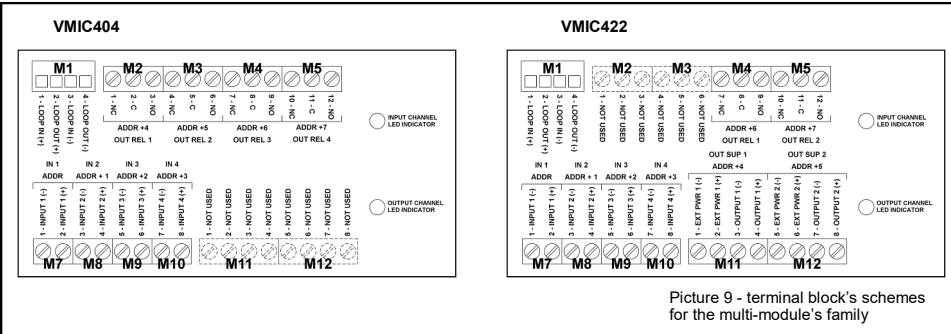 VMIC404
M1
M2
M3
M4
M5
1 - LOOP IN (+)
2 - LOOP OUT (+)
3 - LOOP IN (-)
4 - LOOP OUT (-)
1 - NC
2 - C
3 - NO
4 - NC
5 - C
6 - NO
7 - NC
8 - C
9 - NO
10 - NC
11 - C
12 - NO
ADDR +4
ADDR +5
ADDR +6
ADDR +7
OUT REL 1
OUT REL 2
OUT REL 3
OUT REL 4
INPUT CHANNEL
LED INDICATOR
IN 1
IN 2
IN 3
IN 4
ADDR
ADDR + 1
ADDR +2
ADDR +3
1 - INPUT 1 (-)
2 - INPUT 1 (+)
3 - INPUT 2 (-)
4 - INPUT 2 (+)
5 - INPUT 3 (-)
6 - INPUT 3 (+)
7 - INPUT 4 (-)
8 - INPUT 4 (+)
1 - NOT USED
2 - NOT USED
3 - NOT USED
4 - NOT USED
5 - NOT USED
6 - NOT USED
7 - NOT USED
8 - NOT USED
OUTPUT CHANNEL
LED INDICATOR
M7
M8
M9
M10
M11
M12
VMIC422
M1
M2
M3
M4
M5
1 - LOOP IN (+)
2 - LOOP OUT (+)
3 - LOOP IN (-)
4 - LOOP OUT (-)
1 - NOT USED
2 - NOT USED
3 - NOT USED
4 - NOT USED
5 - NOT USED
6 - NOT USED
7 - NC
8 - C
9 - NO
10 - NC
11 - C
12 - NO
ADDR +6
ADDR +7
OUT REL 1
OUT REL 2
INPUT CHANNEL
LED INDICATOR
OUT SUP 1
OUT SUP 2
IN 1
IN 2
IN 3
IN 4
ADDR +4
ADDR +5
ADDR
ADDR + 1
ADDR +2
ADDR +3
1 - INPUT 1 (-)
2 - INPUT 1 (+)
3 - INPUT 2 (-)
4 - INPUT 2 (+)
5 - INPUT 3 (-)
6 - INPUT 3 (+)
7 - INPUT 4 (-)
8 - INPUT 4 (+)
1 - EXT PWR 1 (-)
2 - EXT PWR 1 (+)
3 - OUTPUT 1 (-)
4 - OUTPUT 1 (+)
5 - EXT PWR 2 (-)
6 - EXT PWR 2 (+)
7 - OUTPUT 2 (-)
8 - OUTPUT 2 (+)
OUTPUT CHANNEL
LED INDICATOR
M7
M8
M9
M10
M11
M12
Picture 9 - terminal block's schemes
for the multi-module's family